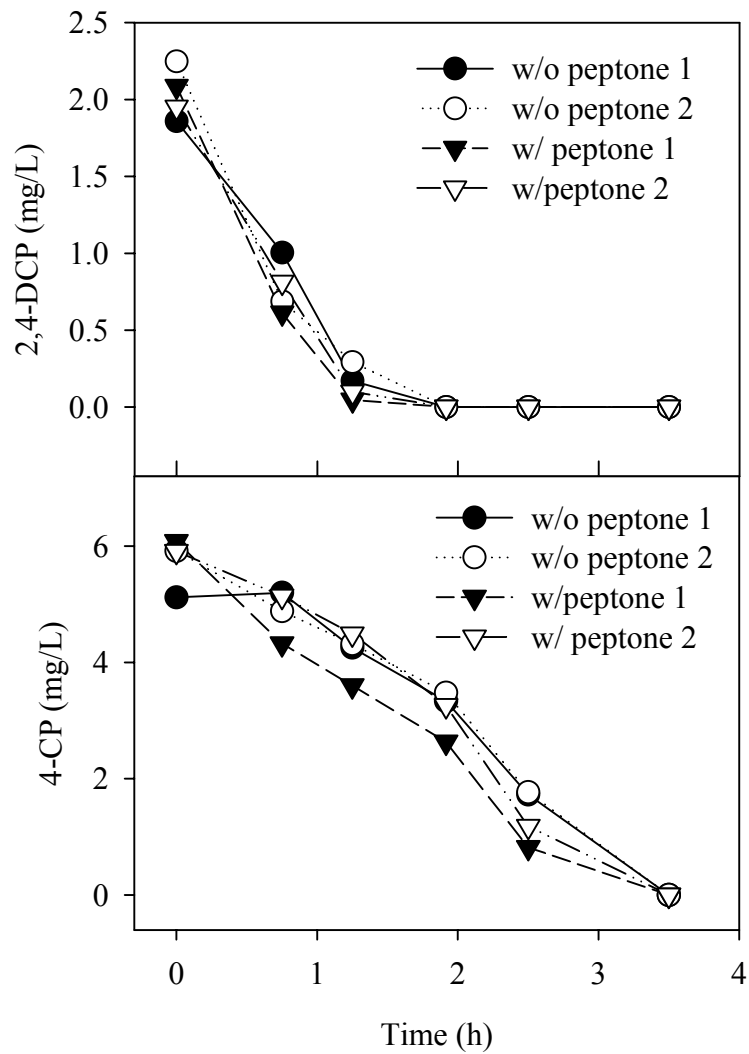 2.5
2.0
1.5
1.0
0.5
0.0
2,4-DCP (mg/L)
w/o peptone 1
w/o peptone 2
w/ peptone 1
w/peptone 2
6
4
2
0
4-CP (mg/L)
w/o peptone 1
w/o peptone 2
w/peptone 1
w/ peptone 2
0 1 2 3 4
Time (h)